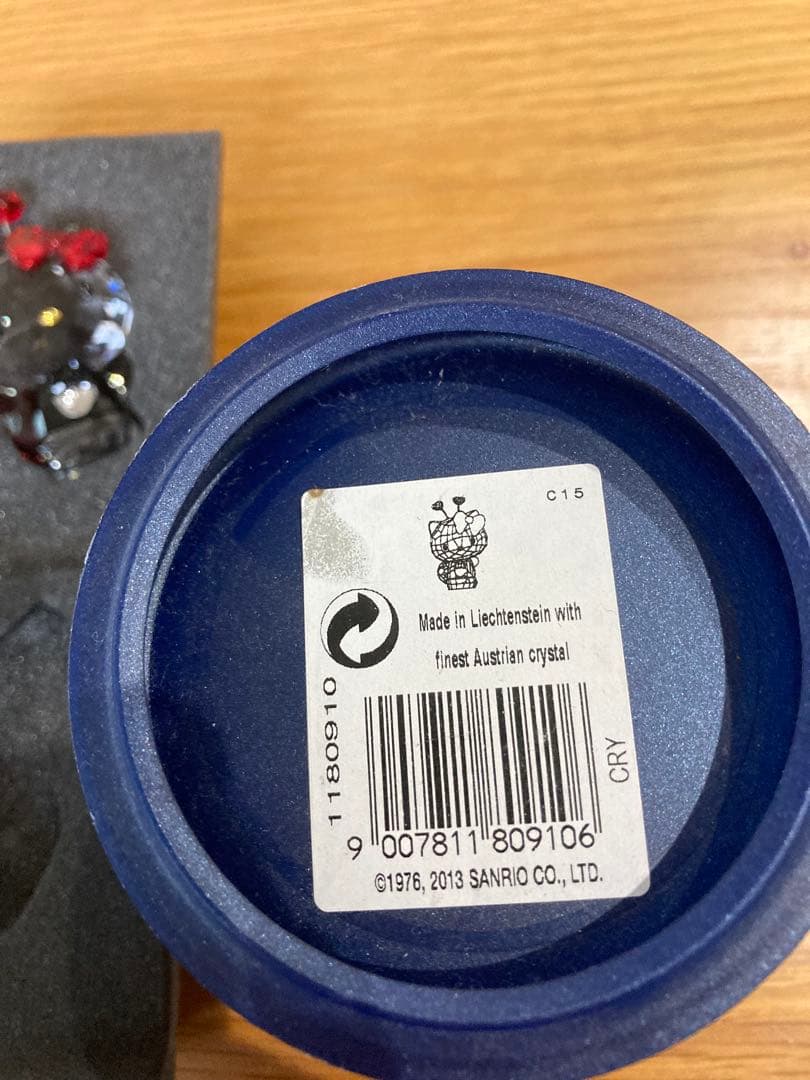 C15
Made in Liechtenstein with
finest Austrian crystal
1180910
CRY
9 007811 809106
©1976, 2013 SANRIO CO., LTD.